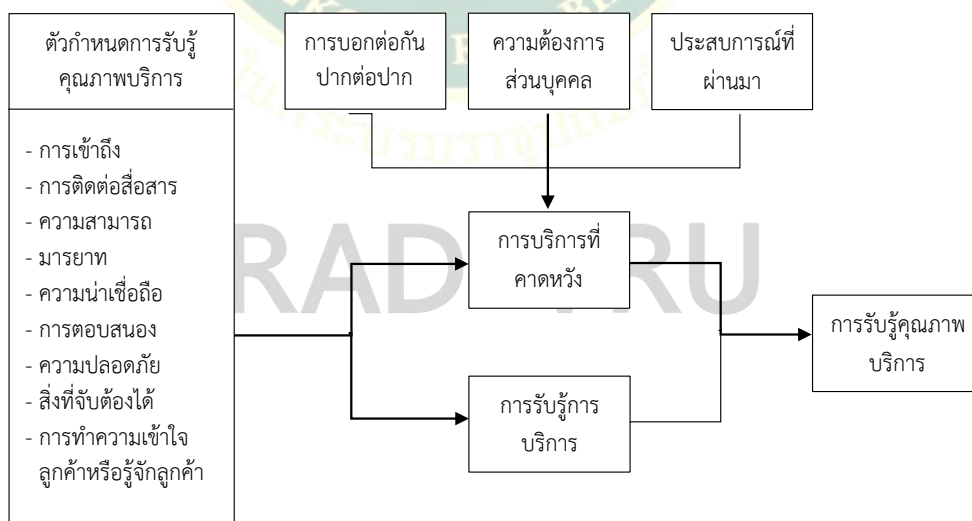 ตัวกำหนดการรับรู้
คุณภาพบริการ
- การเข้าถึง
- การติดต่อสื่อสาร
- ความสามารถ
- มารยาท
- ความน่าเชื่อถือ
- การตอบสนอง
- ความปลอดภัย
- สิ่งที่จับต้องได้
- การทำความเข้าใจ
ลูกค้าหรือรู้จักลูกค้า
การบอกต่อกัน
ปากต่อปาก
ความต้องการ
ส่วนบุคคล
ประสบการณ์ที่
ผ่านมา
การบริการที่
คาดหวัง
การรับรู้การ
บริการ
การรับรู้คุณภาพ
บริการ